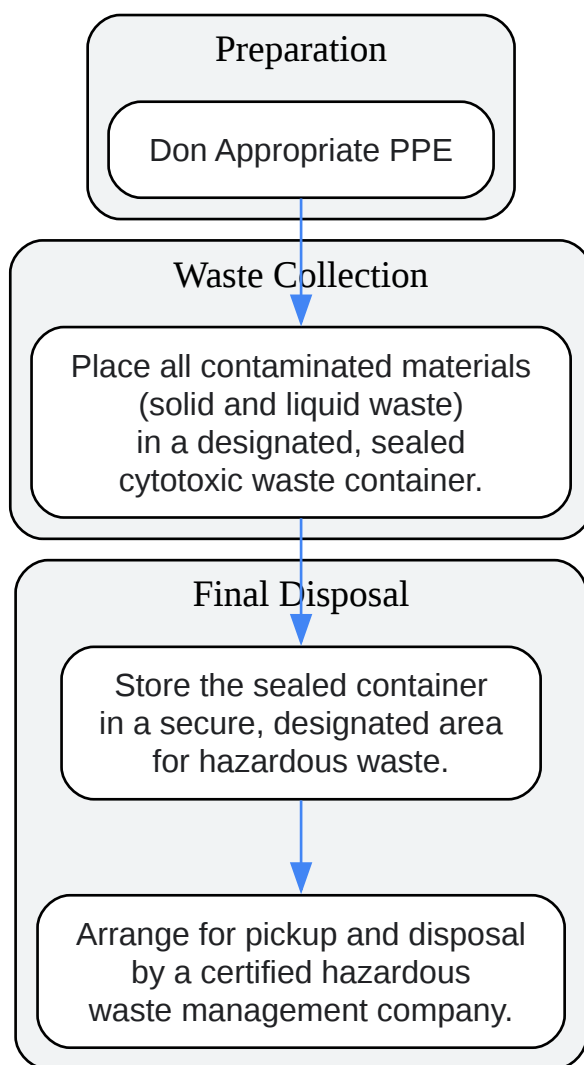 Preparation
Don Appropriate PPE
Waste Collection
Place all contaminated materials
(solid and liquid waste)
in a designated, sealed
cytotoxic waste container.
Final Disposal
Store the sealed container
in a secure, designated area
for hazardous waste.
Arrange for pickup and disposal
by a certified hazardous
waste management company.